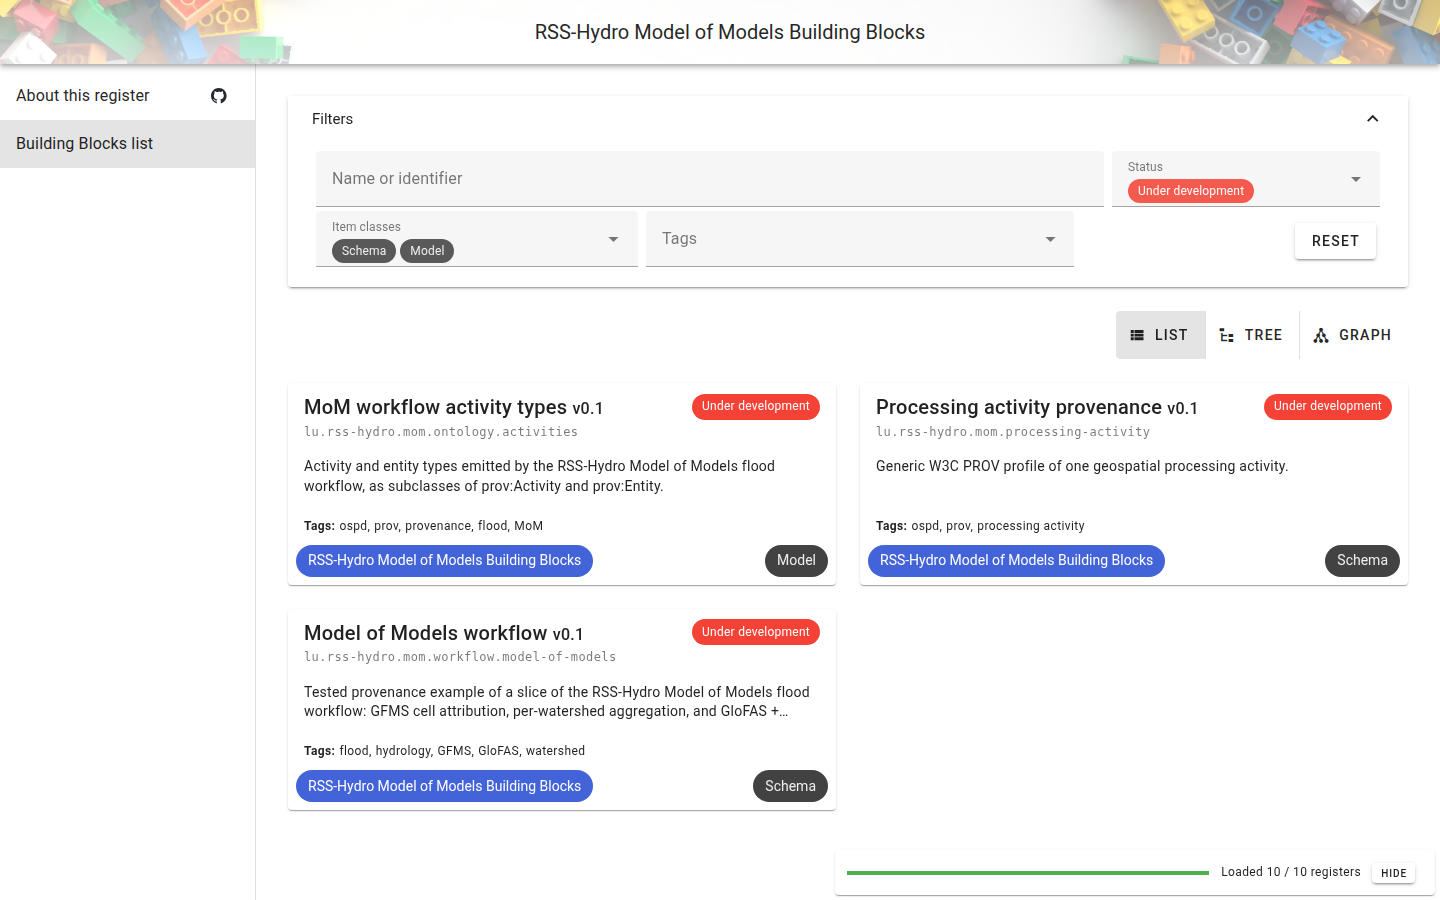 RSS-Hydro Model of Models Building Blocks
About this register
Building Blocks list
Filters
Name or identifier
Status
Under development
Item classes
Schema
Model
Tags
RESET
LIST
TREE
GRAPH
MoM workflow activity types v0.1
Under development
lu.rss-hydro.mom.ontology.activities
Activity and entity types emitted by the RSS-Hydro Model of Models flood
workflow, as subclasses of prov:Activity and prov:Entity.
Tags: ospd, prov, provenance, flood, MoM
RSS-Hydro Model of Models Building Blocks
Model
Processing activity provenance v0.1
Under development
lu.rss-hydro.mom.processing-activity
Generic W3C PROV profile of one geospatial processing activity.
Tags: ospd, prov, processing activity
RSS-Hydro Model of Models Building Blocks
Schema
Model of Models workflow v0.1
Under development
lu.rss-hydro.mom.workflow.model-of-models
Tested provenance example of a slice of the RSS-Hydro Model of Models flood
workflow: GFMS cell attribution, per-watershed aggregation, and GloFAS +…
Tags: flood, hydrology, GFMS, GloFAS, watershed
RSS-Hydro Model of Models Building Blocks
Schema
Loaded 10 / 10 registers
HIDE